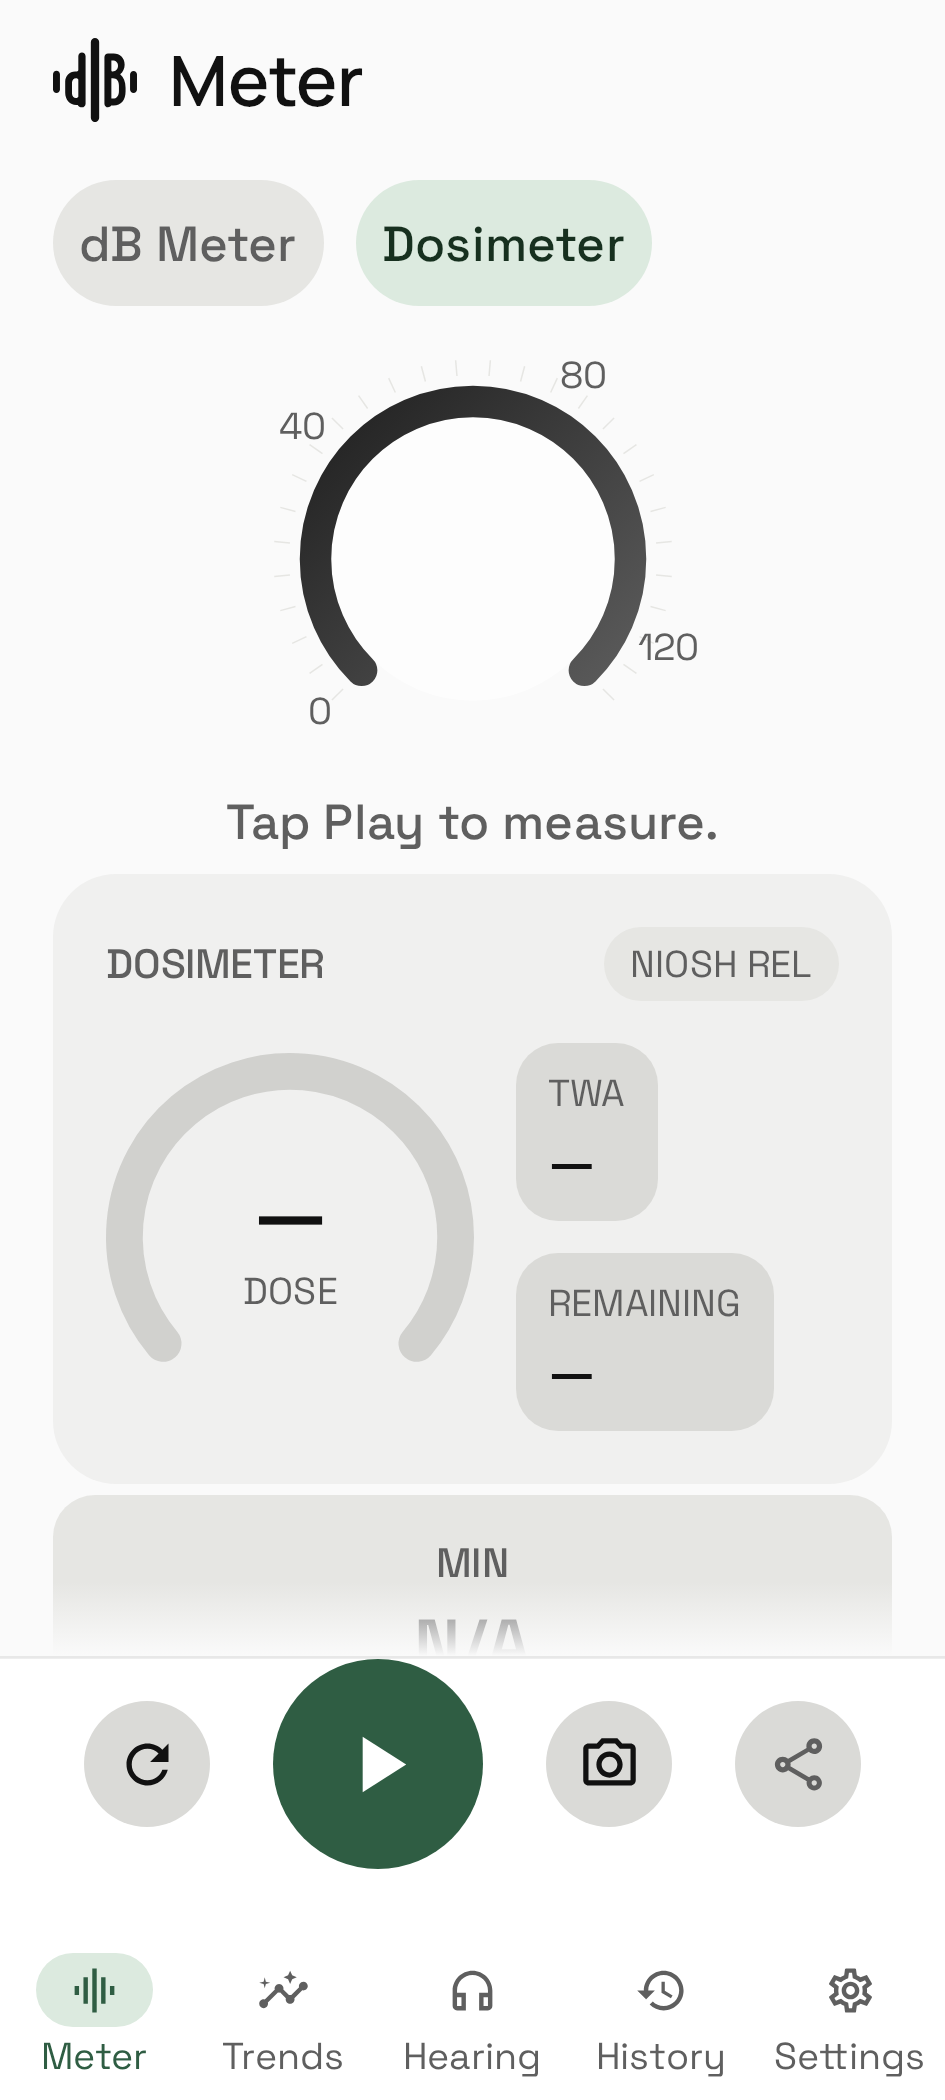 dB Meter
dB Meter
Dosimeter
80
40
120
0
Tap Play to measure.
DOSIMETER
NIOSH REL
TWA
—
—
DOSE
REMAINING
—
MIN
N/A
Meter
Trends
Hearing
History
Settings